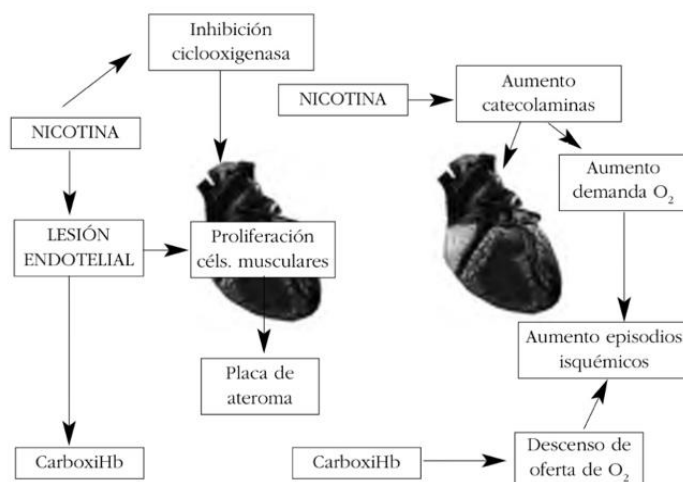 Inhibición
ciclooxigenasa
NICOTINA
LESIÓN
ENDOTELIAL
Proliferación
céls. musculares
Placa de
ateroma
CarboxiHb
NICOTINA
Aumento
catecolaminas
Aumento
demanda O₂
Aumento episodios
isquémicos
CarboxiHb
Descenso de
oferta de O₂